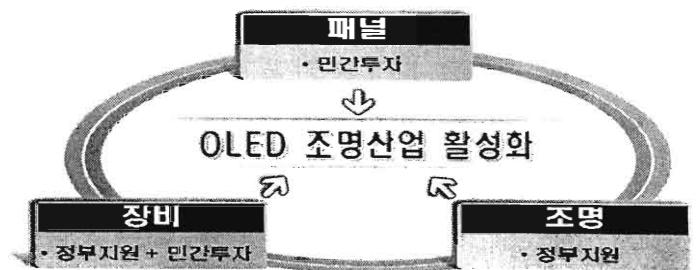 패널
• 민간투자
OLED 조명산업 활성화
장비
• 정부지원 + 민간투자
조명
• 정부지원